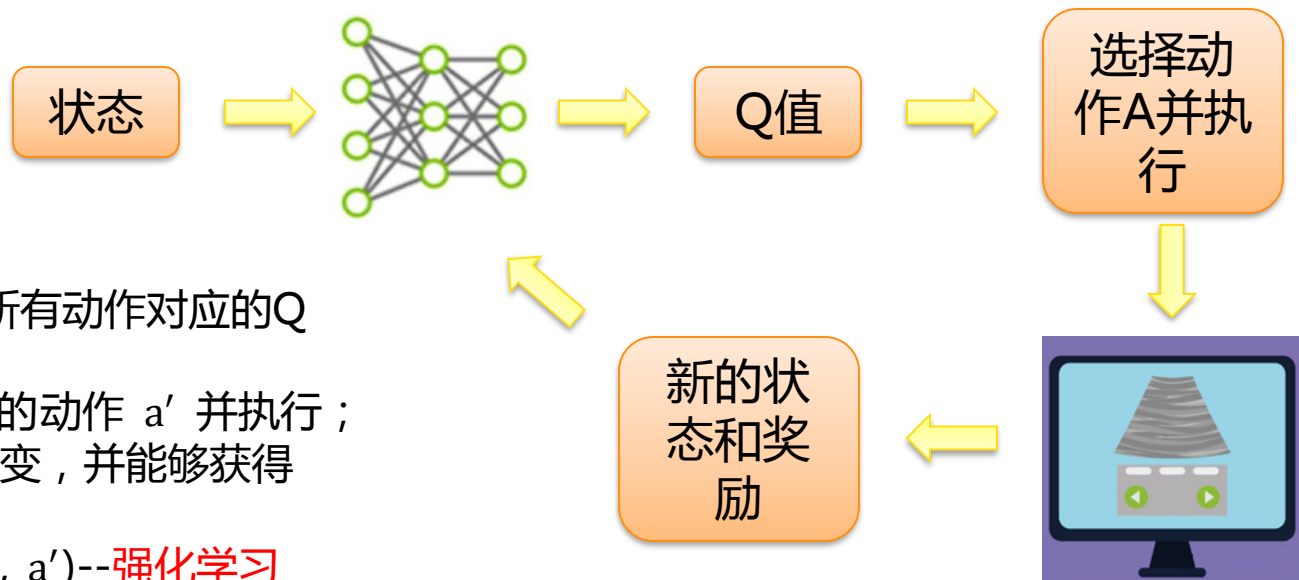 状态
Q值
选择动
作A并执
行
所有动作对应的Q
的动作 a′ 并执行；
变，并能够获得
, a′)--强化学习
新的状
态和奖
励